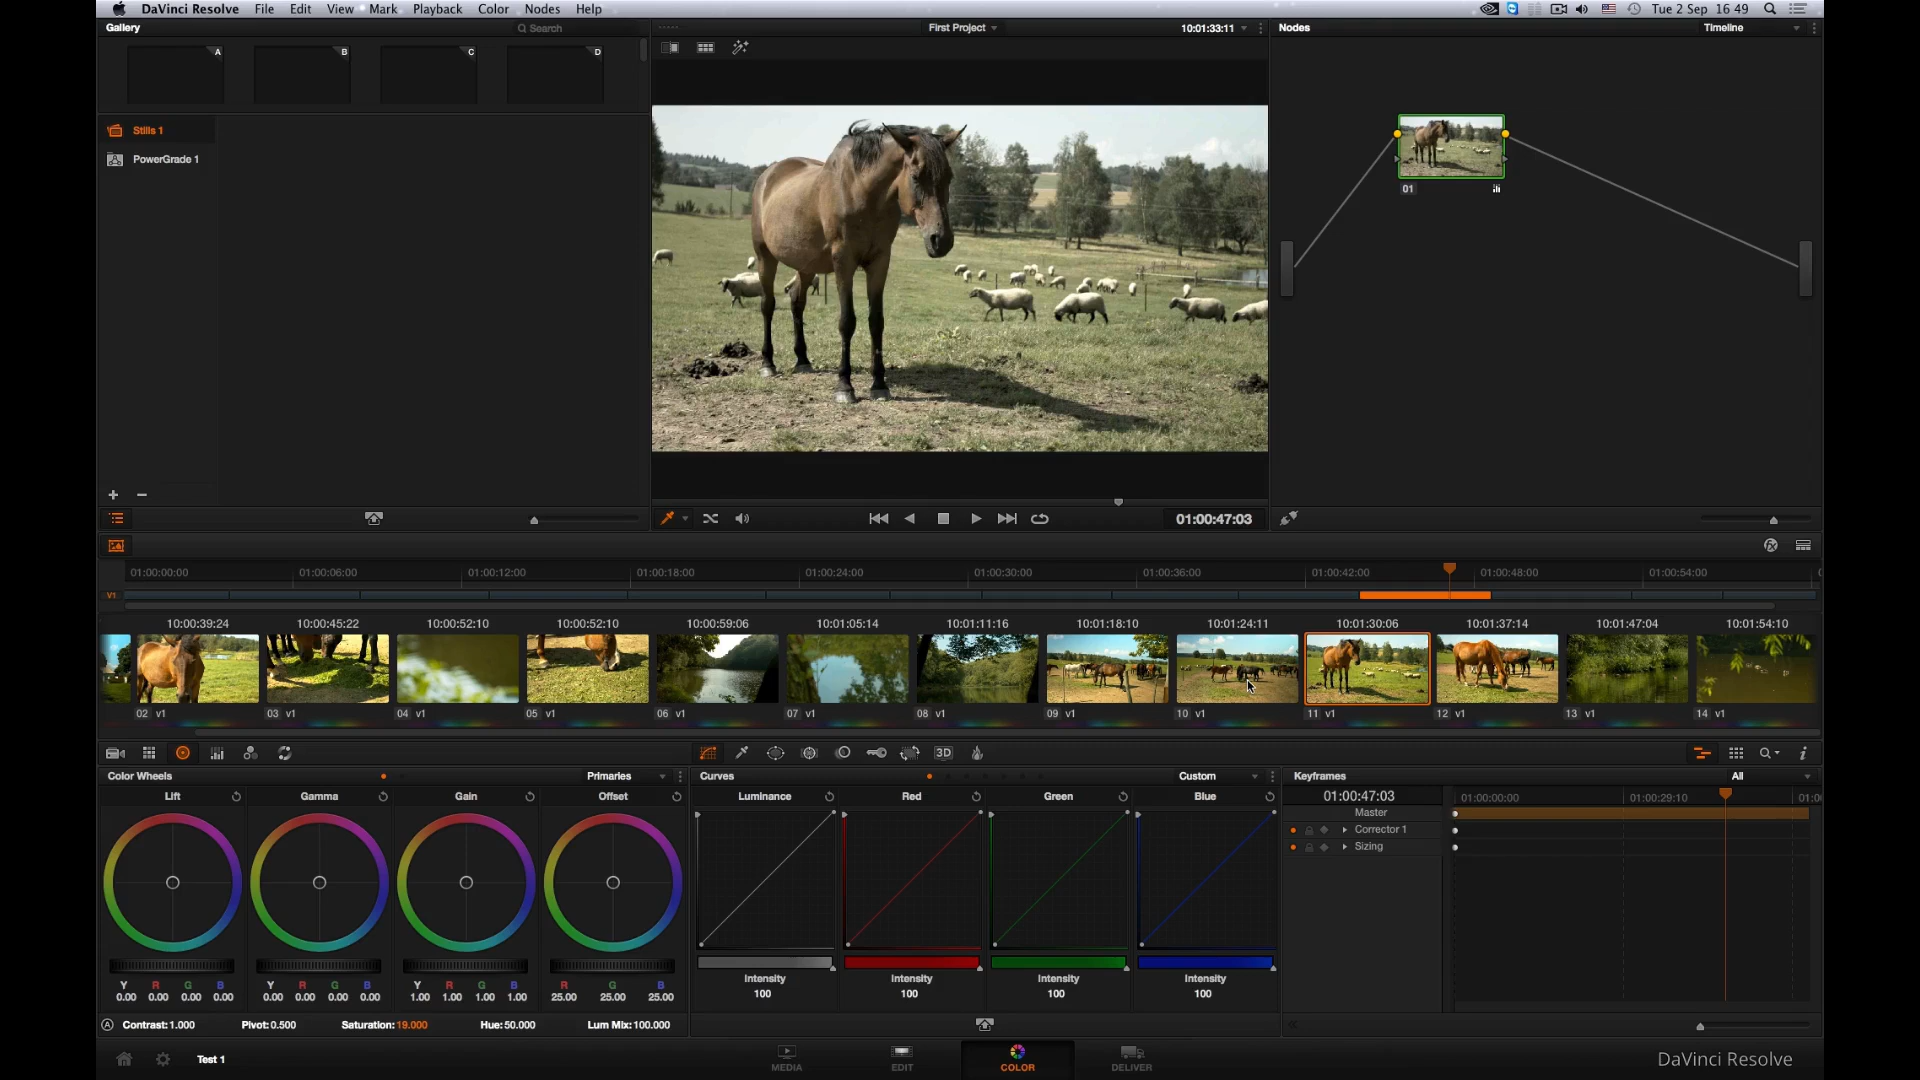 DaVinci Resolve File Edit View Mark Playback Color Nodes Help Tue 2 Sep 16 49
Gallery Search First Project 10:01:33:11 Nodes Timeline
A B C D
Stills 1
PowerGrade 1
01
01:00:47:03
01:00:00:00 01:00:06:00 01:00:12:00 01:00:18:00 01:00:24:00 01:00:30:00 01:00:36:00 01:00:42:00 01:00:48:00 01:00:54:00
V1
10:00:39:24 10:00:45:22 10:00:52:10 10:00:52:10 10:00:59:06 10:01:05:14 10:01:11:16 10:01:18:10 10:01:24:11 10:01:30:06 10:01:37:14 10:01:47:04 10:01:54:10
02 v1 03 v1 04 v1 05 v1 06 v1 07 v1 08 v1 09 v1 10 v1 11 v1 12 v1 13 v1 14 v1
3D
Color Wheels Primaries Curves Custom Keyframes All
Lift Gamma Gain Offset Luminance Red Green Blue 01:00:47:03 01:00:00:00 01:00:29:10
Master
Corrector 1
Sizing
Intensity Intensity Intensity Intensity
Y R G B Y R G B Y R G B R G B
100 100 100 100
0.00 0.00 0.00 0.00 0.00 0.00 0.00 0.00 1.00 1.00 1.00 1.00 25.00 25.00 25.00
A Contrast:1.000 Pivot:0.500 Saturation:19.000 Hue:50.000 Lum Mix:100.000
Test 1 MEDIA EDIT COLOR DELIVER DaVinci Resolve